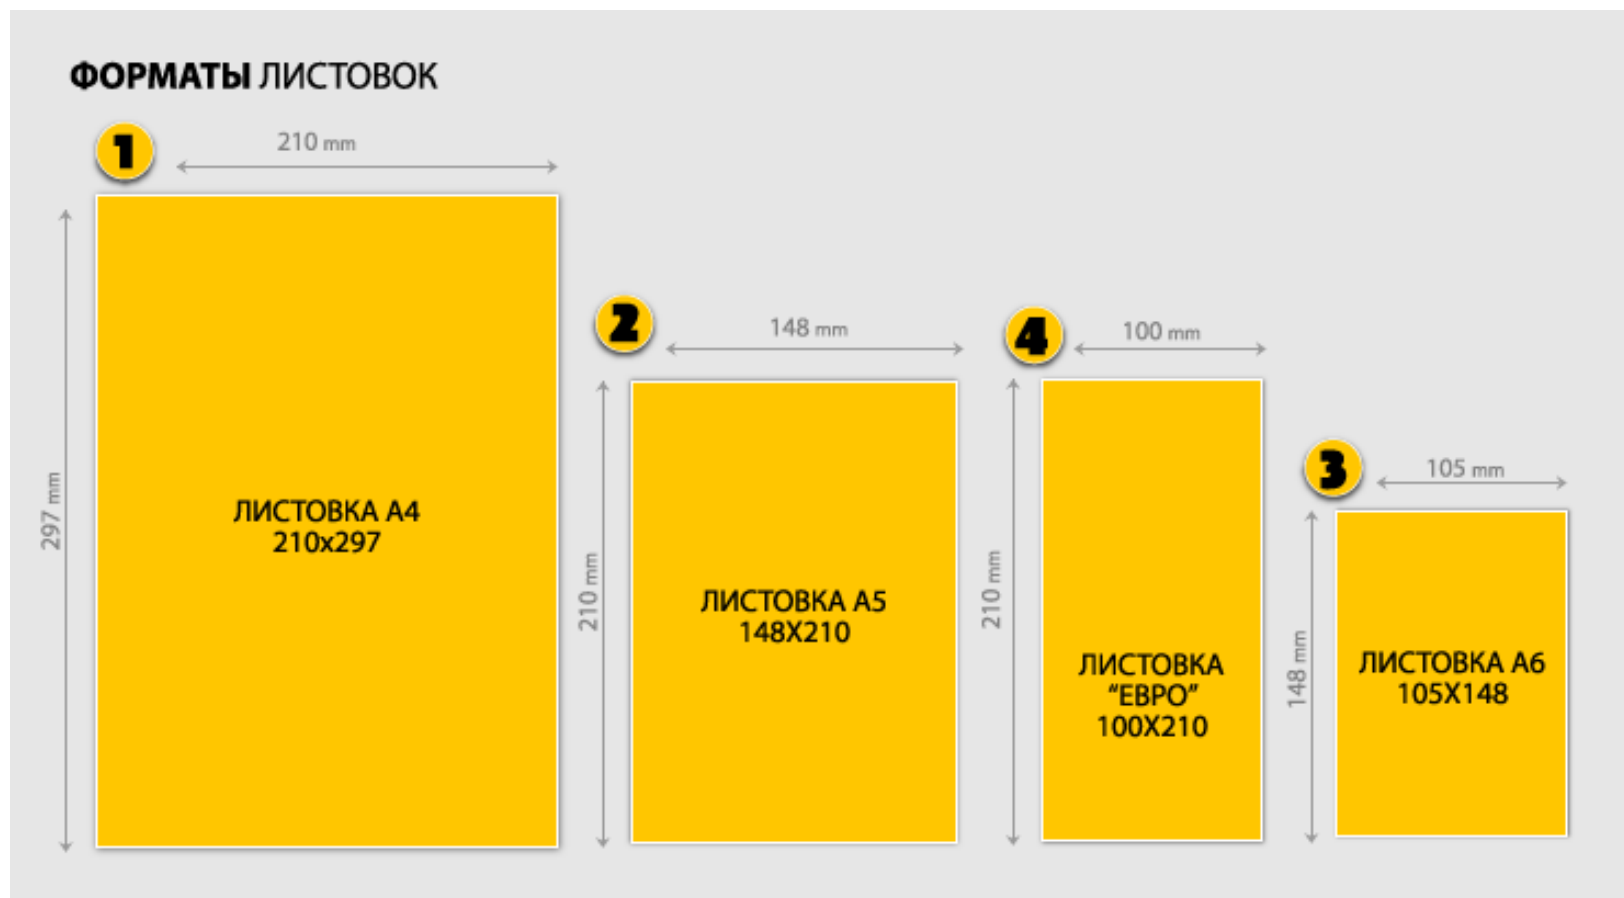 ФОРМАТЫ ЛИСТОВОК
1
210 mm
297 mm
ЛИСТОВКА А4
210x297
2
148 mm
210 mm
ЛИСТОВКА А5
148X210
4
100 mm
210 mm
ЛИСТОВКА
“ЕВРО”
100X210
3
105 mm
148 mm
ЛИСТОВКА А6
105X148